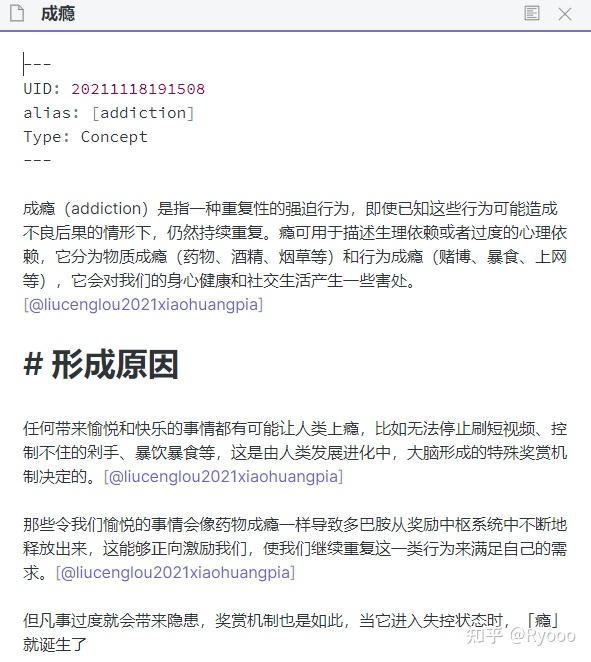 成瘾
---
UID: 20211118191508
alias: [addiction]
Type: Concept
---
成瘾（addiction）是指一种重复性的强迫行为，即使已知这些行为可能造成
不良后果的情形下，仍然持续重复。瘾可用于描述生理依赖或者过度的心理依
赖，它分为物质成瘾（药物、酒精、烟草等）和行为成瘾（赌博、暴食、上网
等），它会对我们的身心健康和社交生活产生一些害处。
[@liucenglou2021xiaohuangpia]
# 形成原因
任何带来愉悦和快乐的事情都有可能让人类上瘾，比如无法停止刷短视频、控
制不住的剁手、暴饮暴食等，这是由人类发展进化中，大脑形成的特殊奖赏机
制决定的。[@liucenglou2021xiaohuangpia]
那些令我们愉悦的事情会像药物成瘾一样导致多巴胺从奖励中枢系统中不断地
释放出来，这能够正向激励我们，使我们继续重复这一类行为来满足自己的需
求。[@liucenglou2021xiaohuangpia]
但凡事过度就会带来隐患，奖赏机制也是如此，当它进入失控状态时，「瘾」
就诞生了
知乎 @Ryooo